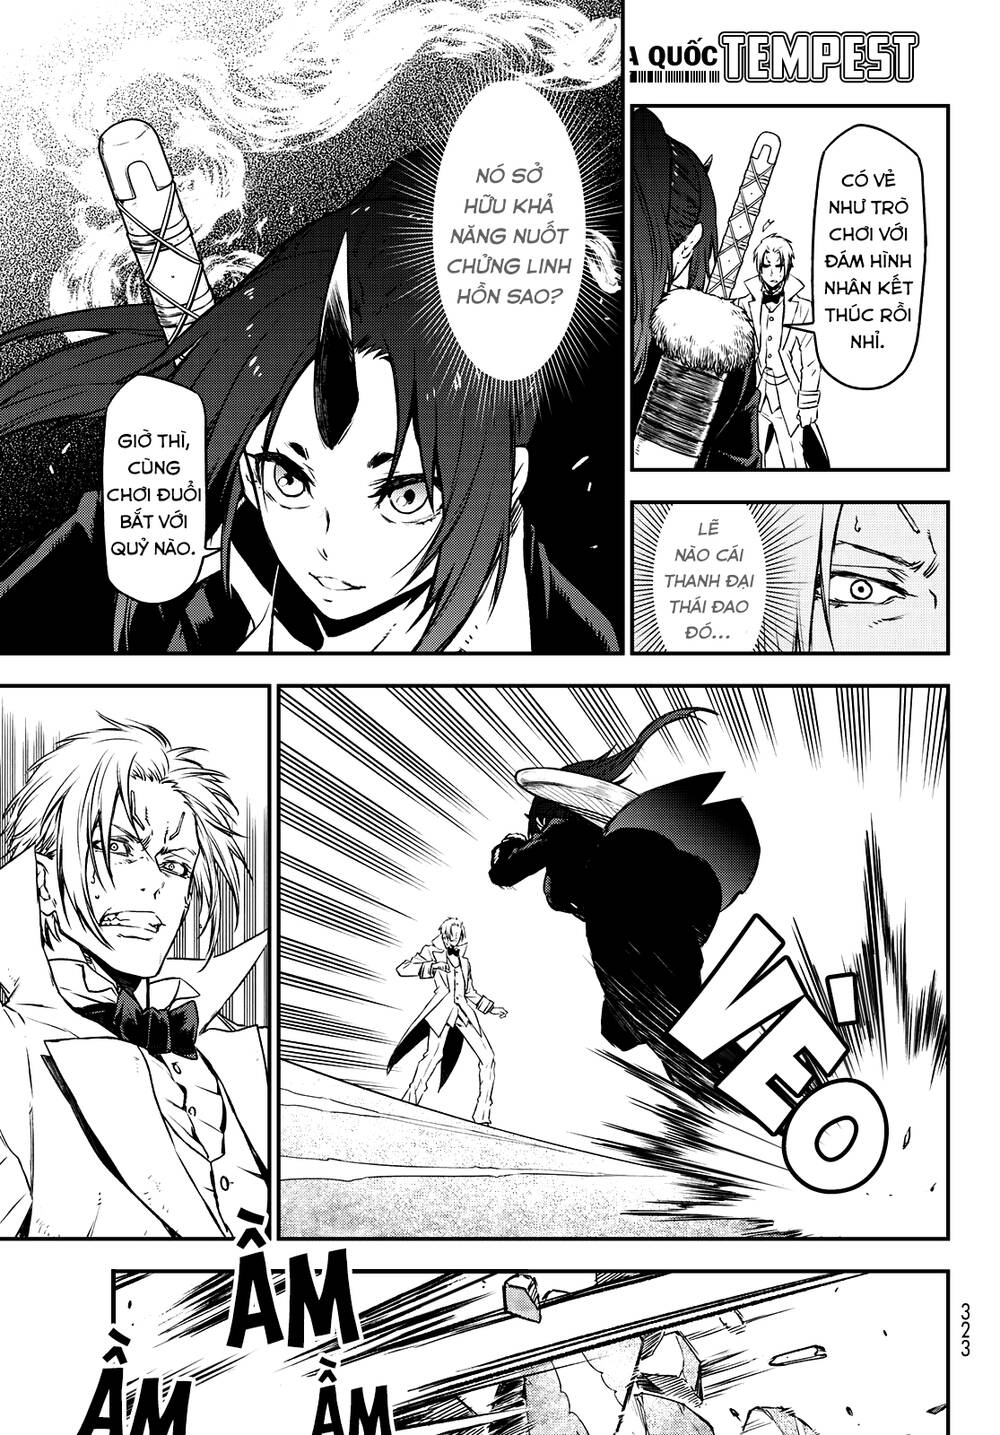 A QUỐC
TEMPEST
CÓ VẺ
NHƯ TRÒ
CHƠI VỚI
ĐÁM HÌNH
NHÂN KẾT
THÚC RỒI
NHỈ.
LẼ
NÀO CÁI
THANH ĐẠI
THÁI ĐAO
ĐÓ...
NÓ SỞ
HỮU KHẢ
NĂNG NUỐT
CHỬNG LINH
HỒN SAO?
GIỜ THÌ,
CÙNG
CHƠI ĐUỔI
BẮT VỚI
QUỶ NÀO.
VÈO
ẦM
ẦM
ẦM
323